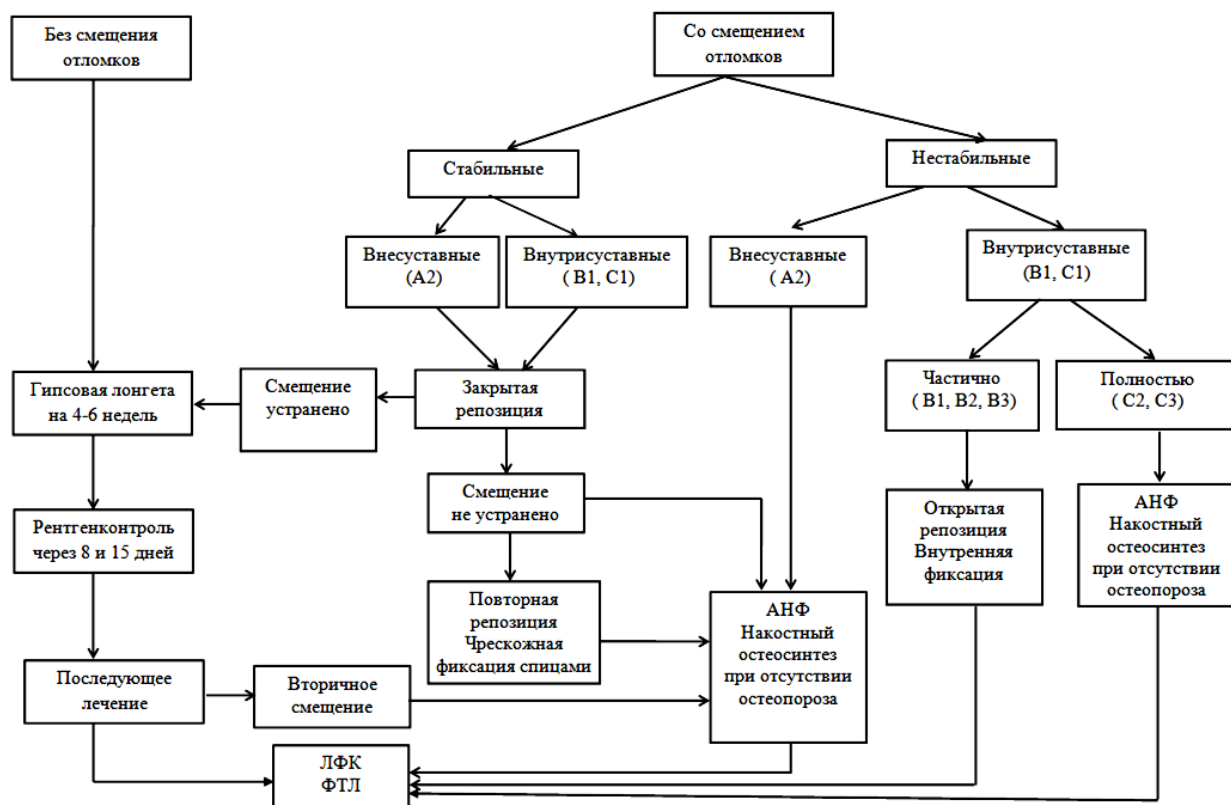 Без смещения
отломков
Со смещением
отломков
Стабильные
Нестабильные
Внесуставные
(А2)
Внутрисуставные
( В1, С1)
Внесуставные
( А2)
Внутрисуставные
(В1, С1)
Гипсовая лонгета
на 4-6 недель
Смещение
устранено
Закрытая
репозиция
Частично
( В1, В2, В3)
Полностью
( С2, С3)
Смещение
не устранено
Рентгенконтроль
через 8 и 15 дней
Открытая
репозиция
Внутренняя
фиксация
АНФ
Накостный
остеосинтез
при отсутствии
остеопороза
Повторная
репозиция
Чрескожная
фиксация спицами
АНФ
Накостный
остеосинтез
при отсутствии
остеопороза
Последующее
лечение
Вторичное
смещение
ЛФК
ФТЛ